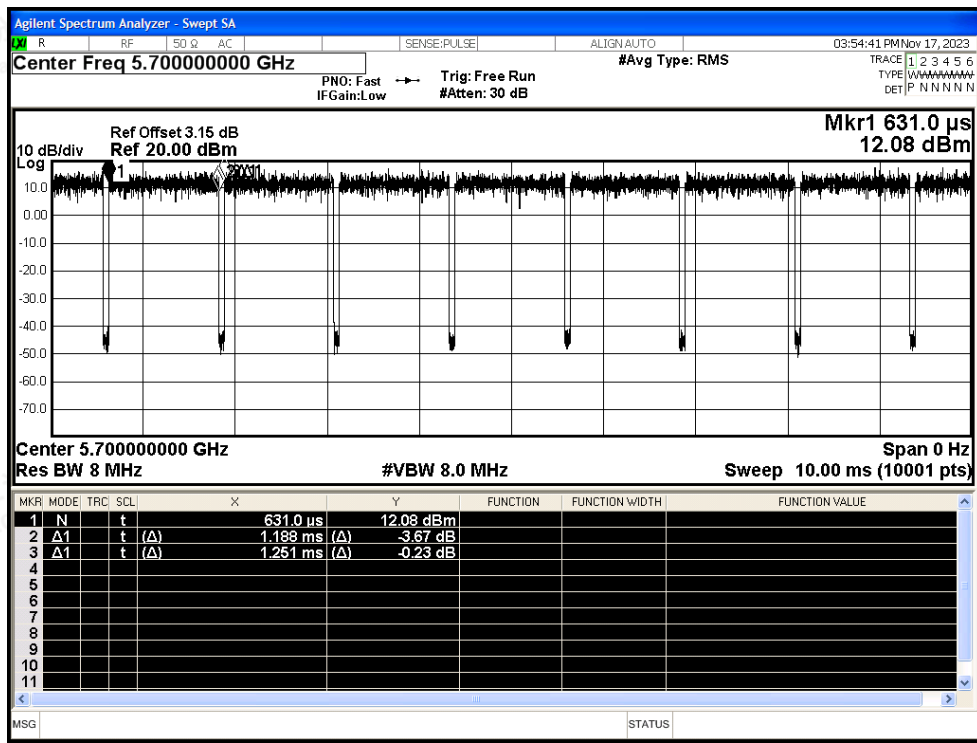 Agilent Spectrum Analyzer - Swept SA
LXI R RF 50 Ω AC SENSE:PULSE ALIGN AUTO 03:54:41 PM Nov 17, 2023
Center Freq 5.700000000 GHz
PNO: Fast
IFGain:Low
Trig: Free Run
#Atten: 30 dB
#Avg Type: RMS
TRACE 1 2 3 4 5 6
TYPE
DET P N N N N N
Mkr1 631.0 µs
12.08 dBm
Ref Offset 3.15 dB
10 dB/div Ref 20.00 dBm
Log
1
10.0
0.00
-10.0
-20.0
-30.0
-40.0
-50.0
-60.0
-70.0
Center 5.700000000 GHz Span 0 Hz
Res BW 8 MHz #VBW 8.0 MHz Sweep 10.00 ms (10001 pts)
MKR MODE TRC SCL X Y FUNCTION FUNCTION WIDTH FUNCTION VALUE
1 N t 631.0 µs 12.08 dBm
2 Δ1 t (Δ) 1.188 ms (Δ) -3.67 dB
3 Δ1 t (Δ) 1.251 ms (Δ) -0.23 dB
4
5
6
7
8
9
10
11
MSG STATUS